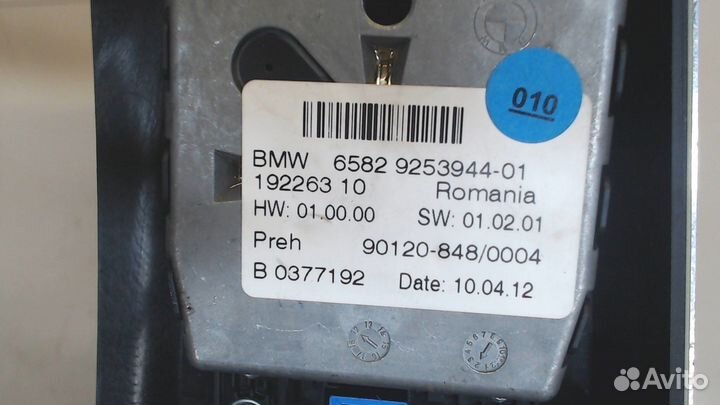 010
BMW 6582 9253944-01
192263 10 Romania
HW: 01.00.00 SW: 01.02.01
Preh 90120-848/0004
B 0377192 Date: 10.04.12
Avito